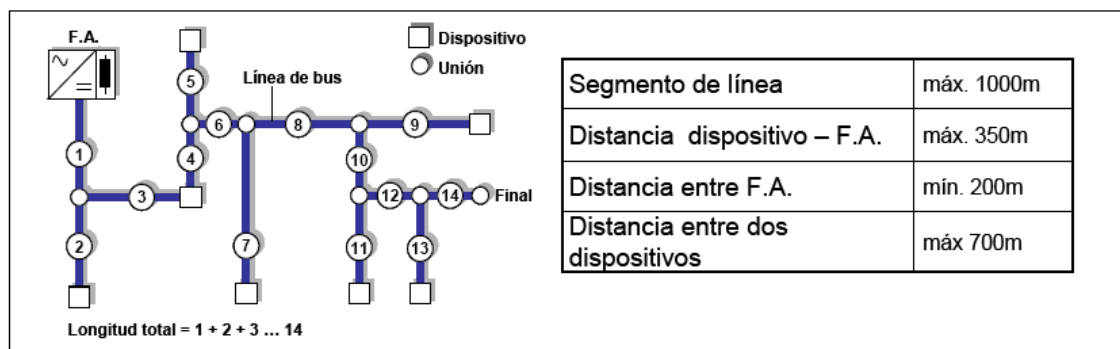 F.A.
Dispositivo
Unión
Línea de bus
5
6
8
9
1
4
10
3
12
14
Final
2
7
11
13
Longitud total = 1 + 2 + 3 ... 14
Segmento de línea máx. 1000m
Distancia dispositivo – F.A. máx. 350m
Distancia entre F.A. mín. 200m
Distancia entre dos
dispositivos máx 700m